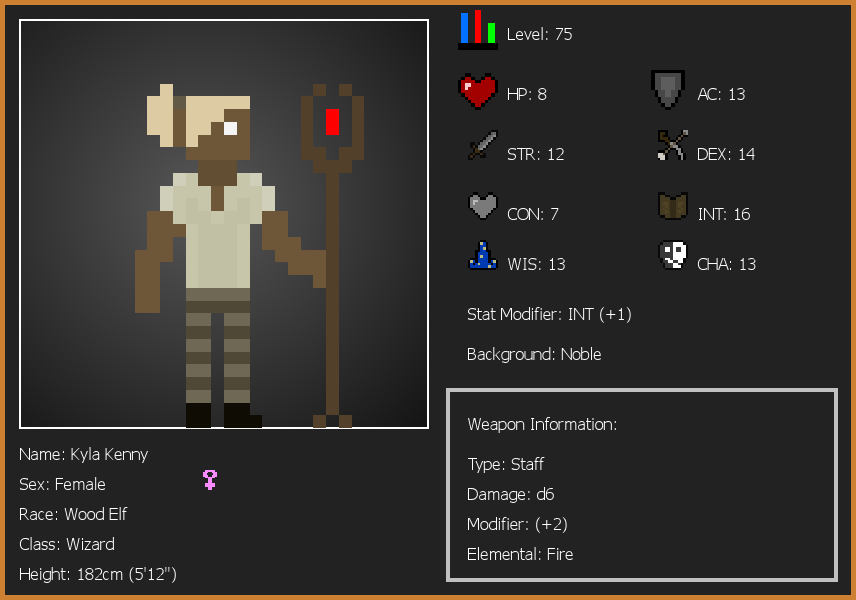 Level: 75
HP: 8
AC: 13
STR: 12
DEX: 14
CON: 7
INT: 16
WIS: 13
CHA: 13
Stat Modifier: INT (+1)
Background: Noble
Weapon Information:
Type: Staff
Damage: d6
Modifier: (+2)
Elemental: Fire
Name: Kyla Kenny
Sex: Female
Race: Wood Elf
Class: Wizard
Height: 182cm (5'12")